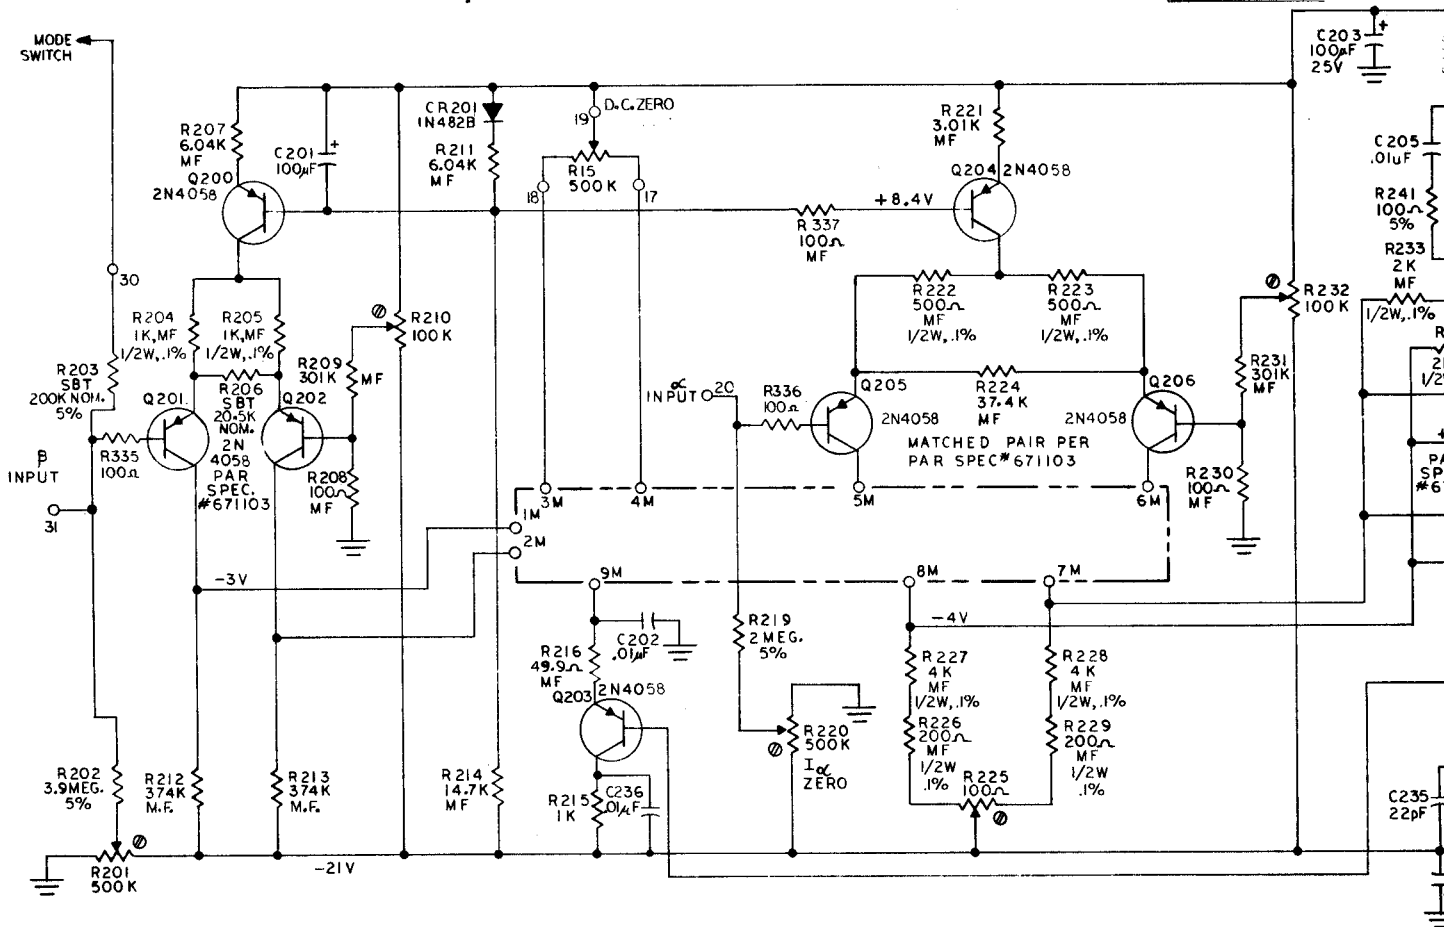 MODE
SWITCH
C203
100µF
25V
+
CR201
1N482B
D.C.ZERO
19
R221
3.01K
MF
R207
6.04K
MF
C201
100µF
+
R211
6.04K
MF
C205
.01uF
Q200
2N4058
R15
500K
18
17
Q204 2N4058
+8.4V
R241
100Ω
5%
R337
100Ω
MF
R233
2K
MF
1/2W,.1%
30
R204
1K,MF
1/2W,.1%
R205
1K,MF
1/2W,.1%
R210
100K
R222
500Ω
MF
1/2W,.1%
R223
500Ω
MF
1/2W,.1%
R232
100K
R203
SBT
200K NOM.
5%
R209
301K
MF
R206
SBT
20.5K
NOM.
Q201
Q202
2N
4058
PAR
SPEC.
#671103
α
INPUT
20
R336
100Ω
Q205
2N4058
R224
37.4K
MF
Q206
2N4058
MATCHED PAIR PER
PAR SPEC#671103
R231
301K
MF
R335
100Ω
β
INPUT
31
R208
100Ω
MF
R230
100Ω
MF
3M
4M
5M
6M
1M
2M
9M
8M
7M
-3V
-4V
C202
.01µF
R216
49.9Ω
MF
Q203
2N4058
R219
2MEG.
5%
R227
4K
MF
1/2W,.1%
R228
4K
MF
1/2W,.1%
R226
200Ω
MF
1/2W
.1%
R229
200Ω
MF
1/2W
.1%
R220
500K
Iα
ZERO
R225
100Ω
R202
3.9MEG.
5%
R212
374K
M.F.
R213
374K
M.F.
R214
14.7K
MF
R215
1K
C236
.01µF
C235
22pF
R201
500K
-21V